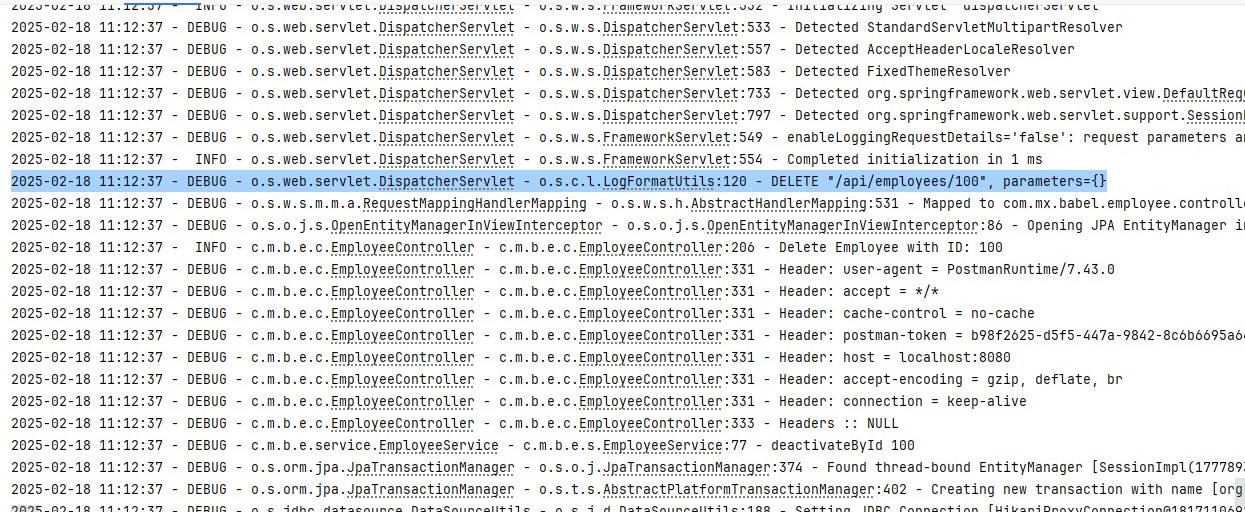 2025-02-18 11:12:37 - INFO - o.s.web.servlet.DispatcherServlet - o.s.w.s.FrameworkServlet:532 - Initializing Servlet 'dispatcherServlet'
2025-02-18 11:12:37 - DEBUG - o.s.web.servlet.DispatcherServlet - o.s.w.s.DispatcherServlet:533 - Detected StandardServletMultipartResolver
2025-02-18 11:12:37 - DEBUG - o.s.web.servlet.DispatcherServlet - o.s.w.s.DispatcherServlet:557 - Detected AcceptHeaderLocaleResolver
2025-02-18 11:12:37 - DEBUG - o.s.web.servlet.DispatcherServlet - o.s.w.s.DispatcherServlet:583 - Detected FixedThemeResolver
2025-02-18 11:12:37 - DEBUG - o.s.web.servlet.DispatcherServlet - o.s.w.s.DispatcherServlet:733 - Detected org.springframework.web.servlet.view.DefaultRequ
2025-02-18 11:12:37 - DEBUG - o.s.web.servlet.DispatcherServlet - o.s.w.s.DispatcherServlet:797 - Detected org.springframework.web.servlet.support.Session
2025-02-18 11:12:37 - DEBUG - o.s.web.servlet.DispatcherServlet - o.s.w.s.FrameworkServlet:549 - enableLoggingRequestDetails='false': request parameters an
2025-02-18 11:12:37 - INFO - o.s.web.servlet.DispatcherServlet - o.s.w.s.FrameworkServlet:554 - Completed initialization in 1 ms
2025-02-18 11:12:37 - DEBUG - o.s.web.servlet.DispatcherServlet - o.s.c.l.LogFormatUtils:120 - DELETE "/api/employees/100", parameters={}
2025-02-18 11:12:37 - DEBUG - o.s.w.s.m.m.a.RequestMappingHandlerMapping - o.s.w.s.h.AbstractHandlerMapping:531 - Mapped to com.mx.babel.employee.controlle
2025-02-18 11:12:37 - DEBUG - o.s.o.j.s.OpenEntityManagerInViewInterceptor - o.s.o.j.s.OpenEntityManagerInViewInterceptor:86 - Opening JPA EntityManager in
2025-02-18 11:12:37 - INFO - c.m.b.e.c.EmployeeController - c.m.b.e.c.EmployeeController:206 - Delete Employee with ID: 100
2025-02-18 11:12:37 - DEBUG - c.m.b.e.c.EmployeeController - c.m.b.e.c.EmployeeController:331 - Header: user-agent = PostmanRuntime/7.43.0
2025-02-18 11:12:37 - DEBUG - c.m.b.e.c.EmployeeController - c.m.b.e.c.EmployeeController:331 - Header: accept = */*
2025-02-18 11:12:37 - DEBUG - c.m.b.e.c.EmployeeController - c.m.b.e.c.EmployeeController:331 - Header: cache-control = no-cache
2025-02-18 11:12:37 - DEBUG - c.m.b.e.c.EmployeeController - c.m.b.e.c.EmployeeController:331 - Header: postman-token = b98f2625-d5f5-447a-9842-8c6b6695a64
2025-02-18 11:12:37 - DEBUG - c.m.b.e.c.EmployeeController - c.m.b.e.c.EmployeeController:331 - Header: host = localhost:8080
2025-02-18 11:12:37 - DEBUG - c.m.b.e.c.EmployeeController - c.m.b.e.c.EmployeeController:331 - Header: accept-encoding = gzip, deflate, br
2025-02-18 11:12:37 - DEBUG - c.m.b.e.c.EmployeeController - c.m.b.e.c.EmployeeController:331 - Header: connection = keep-alive
2025-02-18 11:12:37 - DEBUG - c.m.b.e.c.EmployeeController - c.m.b.e.c.EmployeeController:333 - Headers :: NULL
2025-02-18 11:12:37 - DEBUG - c.m.b.e.service.EmployeeService - c.m.b.e.s.EmployeeService:77 - deactivateById 100
2025-02-18 11:12:37 - DEBUG - o.s.orm.jpa.JpaTransactionManager - o.s.o.j.JpaTransactionManager:374 - Found thread-bound EntityManager [SessionImpl(1777893
2025-02-18 11:12:37 - DEBUG - o.s.orm.jpa.JpaTransactionManager - o.s.t.s.AbstractPlatformTransactionManager:402 - Creating new transaction with name [org
2025-02-18 11:12:37 - DEBUG - o.s.jdbc.datasource.DataSourceUtils - o.s.j.d.DataSourceUtils:188 - Setting JDBC Connection